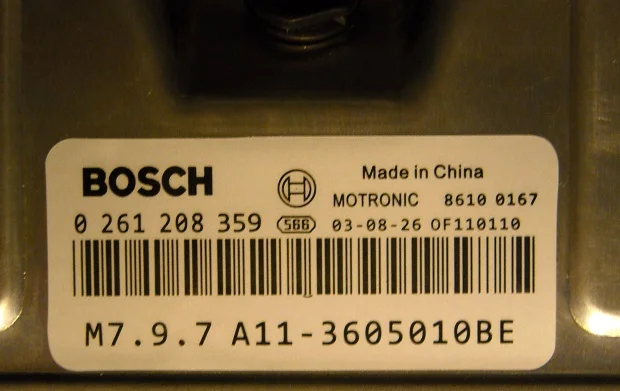 BOSCH
Made in China
MOTRONIC 8610 0167
0 261 208 359 566 03-08-26 OF110110
M7.9.7 A11-3605010BE